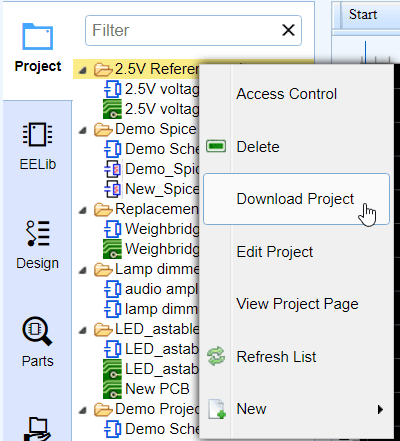 Start
Filter
Project
EELib
Design
Parts
2.5V Referen
2.5V voltag
2.5V voltag
Demo Spice
Demo Sche
Demo_Spic
New_Spice
Replacemen
Weighbridg
Weighbridg
Lamp dimme
audio ampl
lamp dimm
LED_astable
LED_astab
LED_astab
New PCB
Demo Projec
Demo Sche
Access Control
Delete
Download Project
Edit Project
View Project Page
Refresh List
New